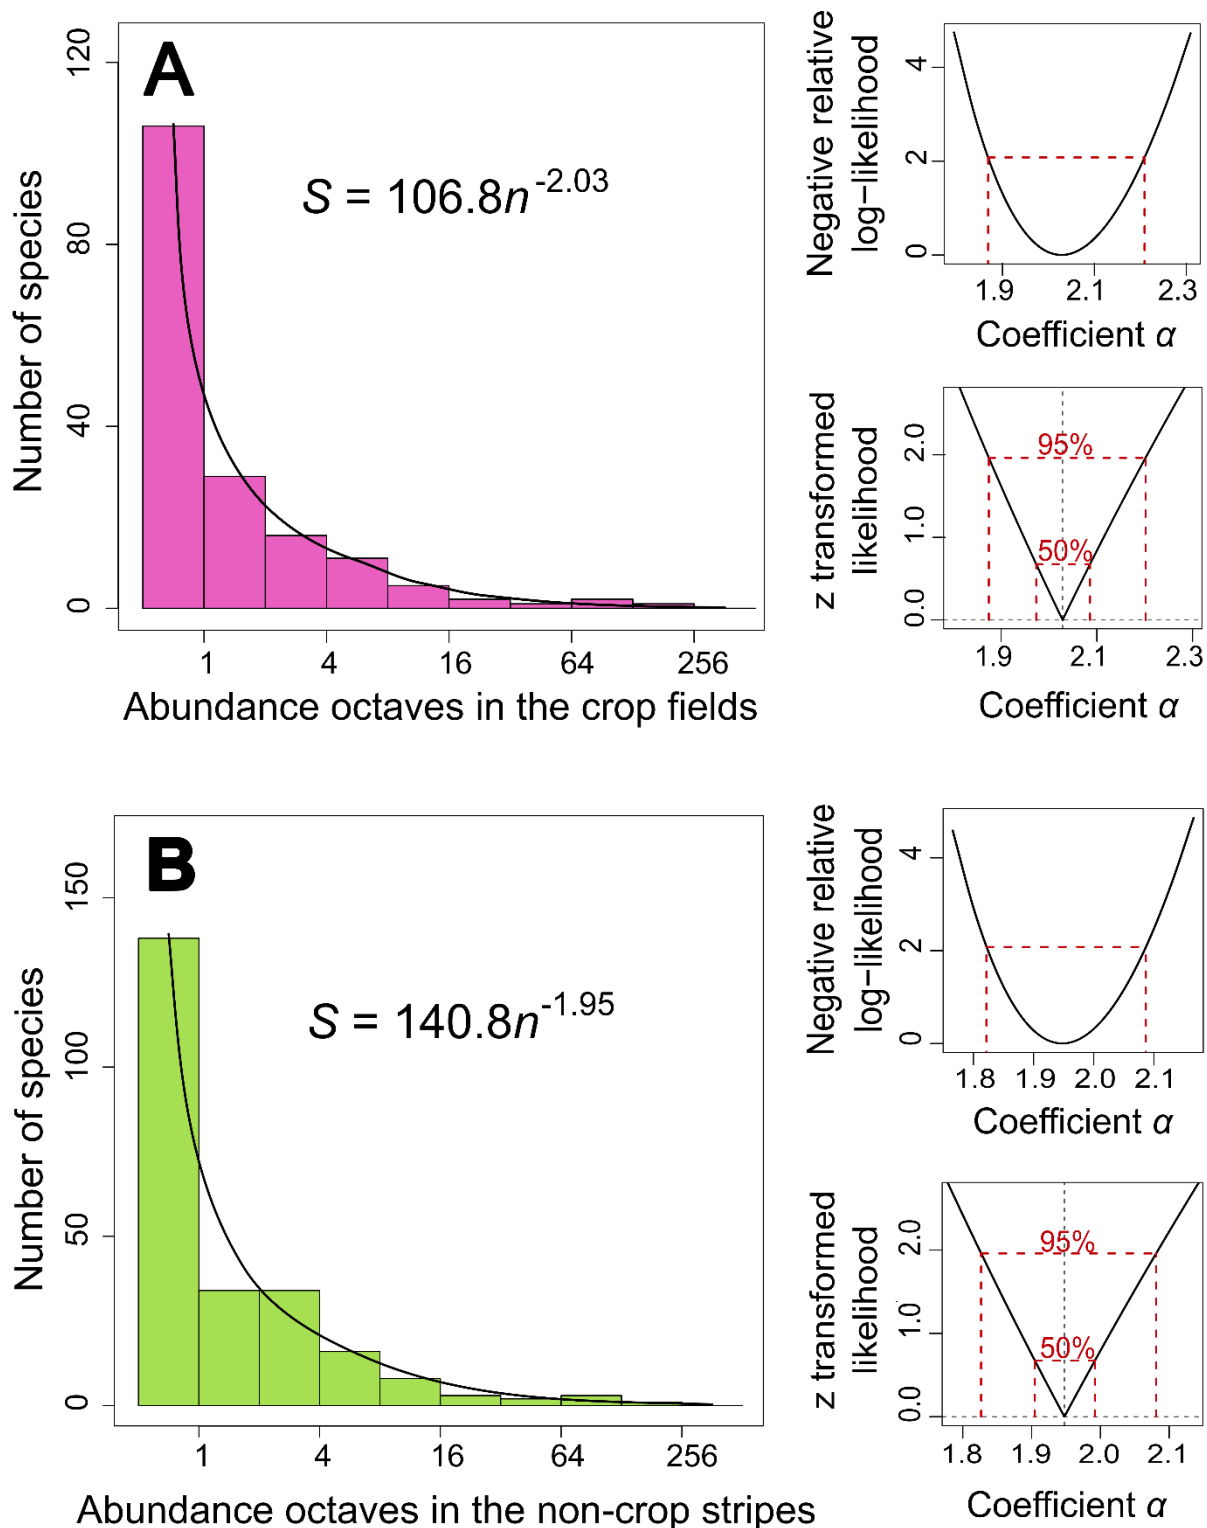 A
S = 106.8n^-2.03
Number of species
120
80
40
0
1 4 16 64 256
Abundance octaves in the crop fields
Negative relative
log–likelihood
4
2
0
1.9 2.1 2.3
Coefficient α
z transformed
likelihood
2.0
1.0
0.0
95%
50%
1.9 2.1 2.3
Coefficient α
B
S = 140.8n^-1.95
Number of species
150
100
50
0
1 4 16 64 256
Abundance octaves in the non-crop stripes
Negative relative
log–likelihood
4
2
0
1.8 1.9 2.0 2.1
Coefficient α
z transformed
likelihood
2.0
1.0
0.0
95%
50%
1.8 1.9 2.0 2.1
Coefficient α